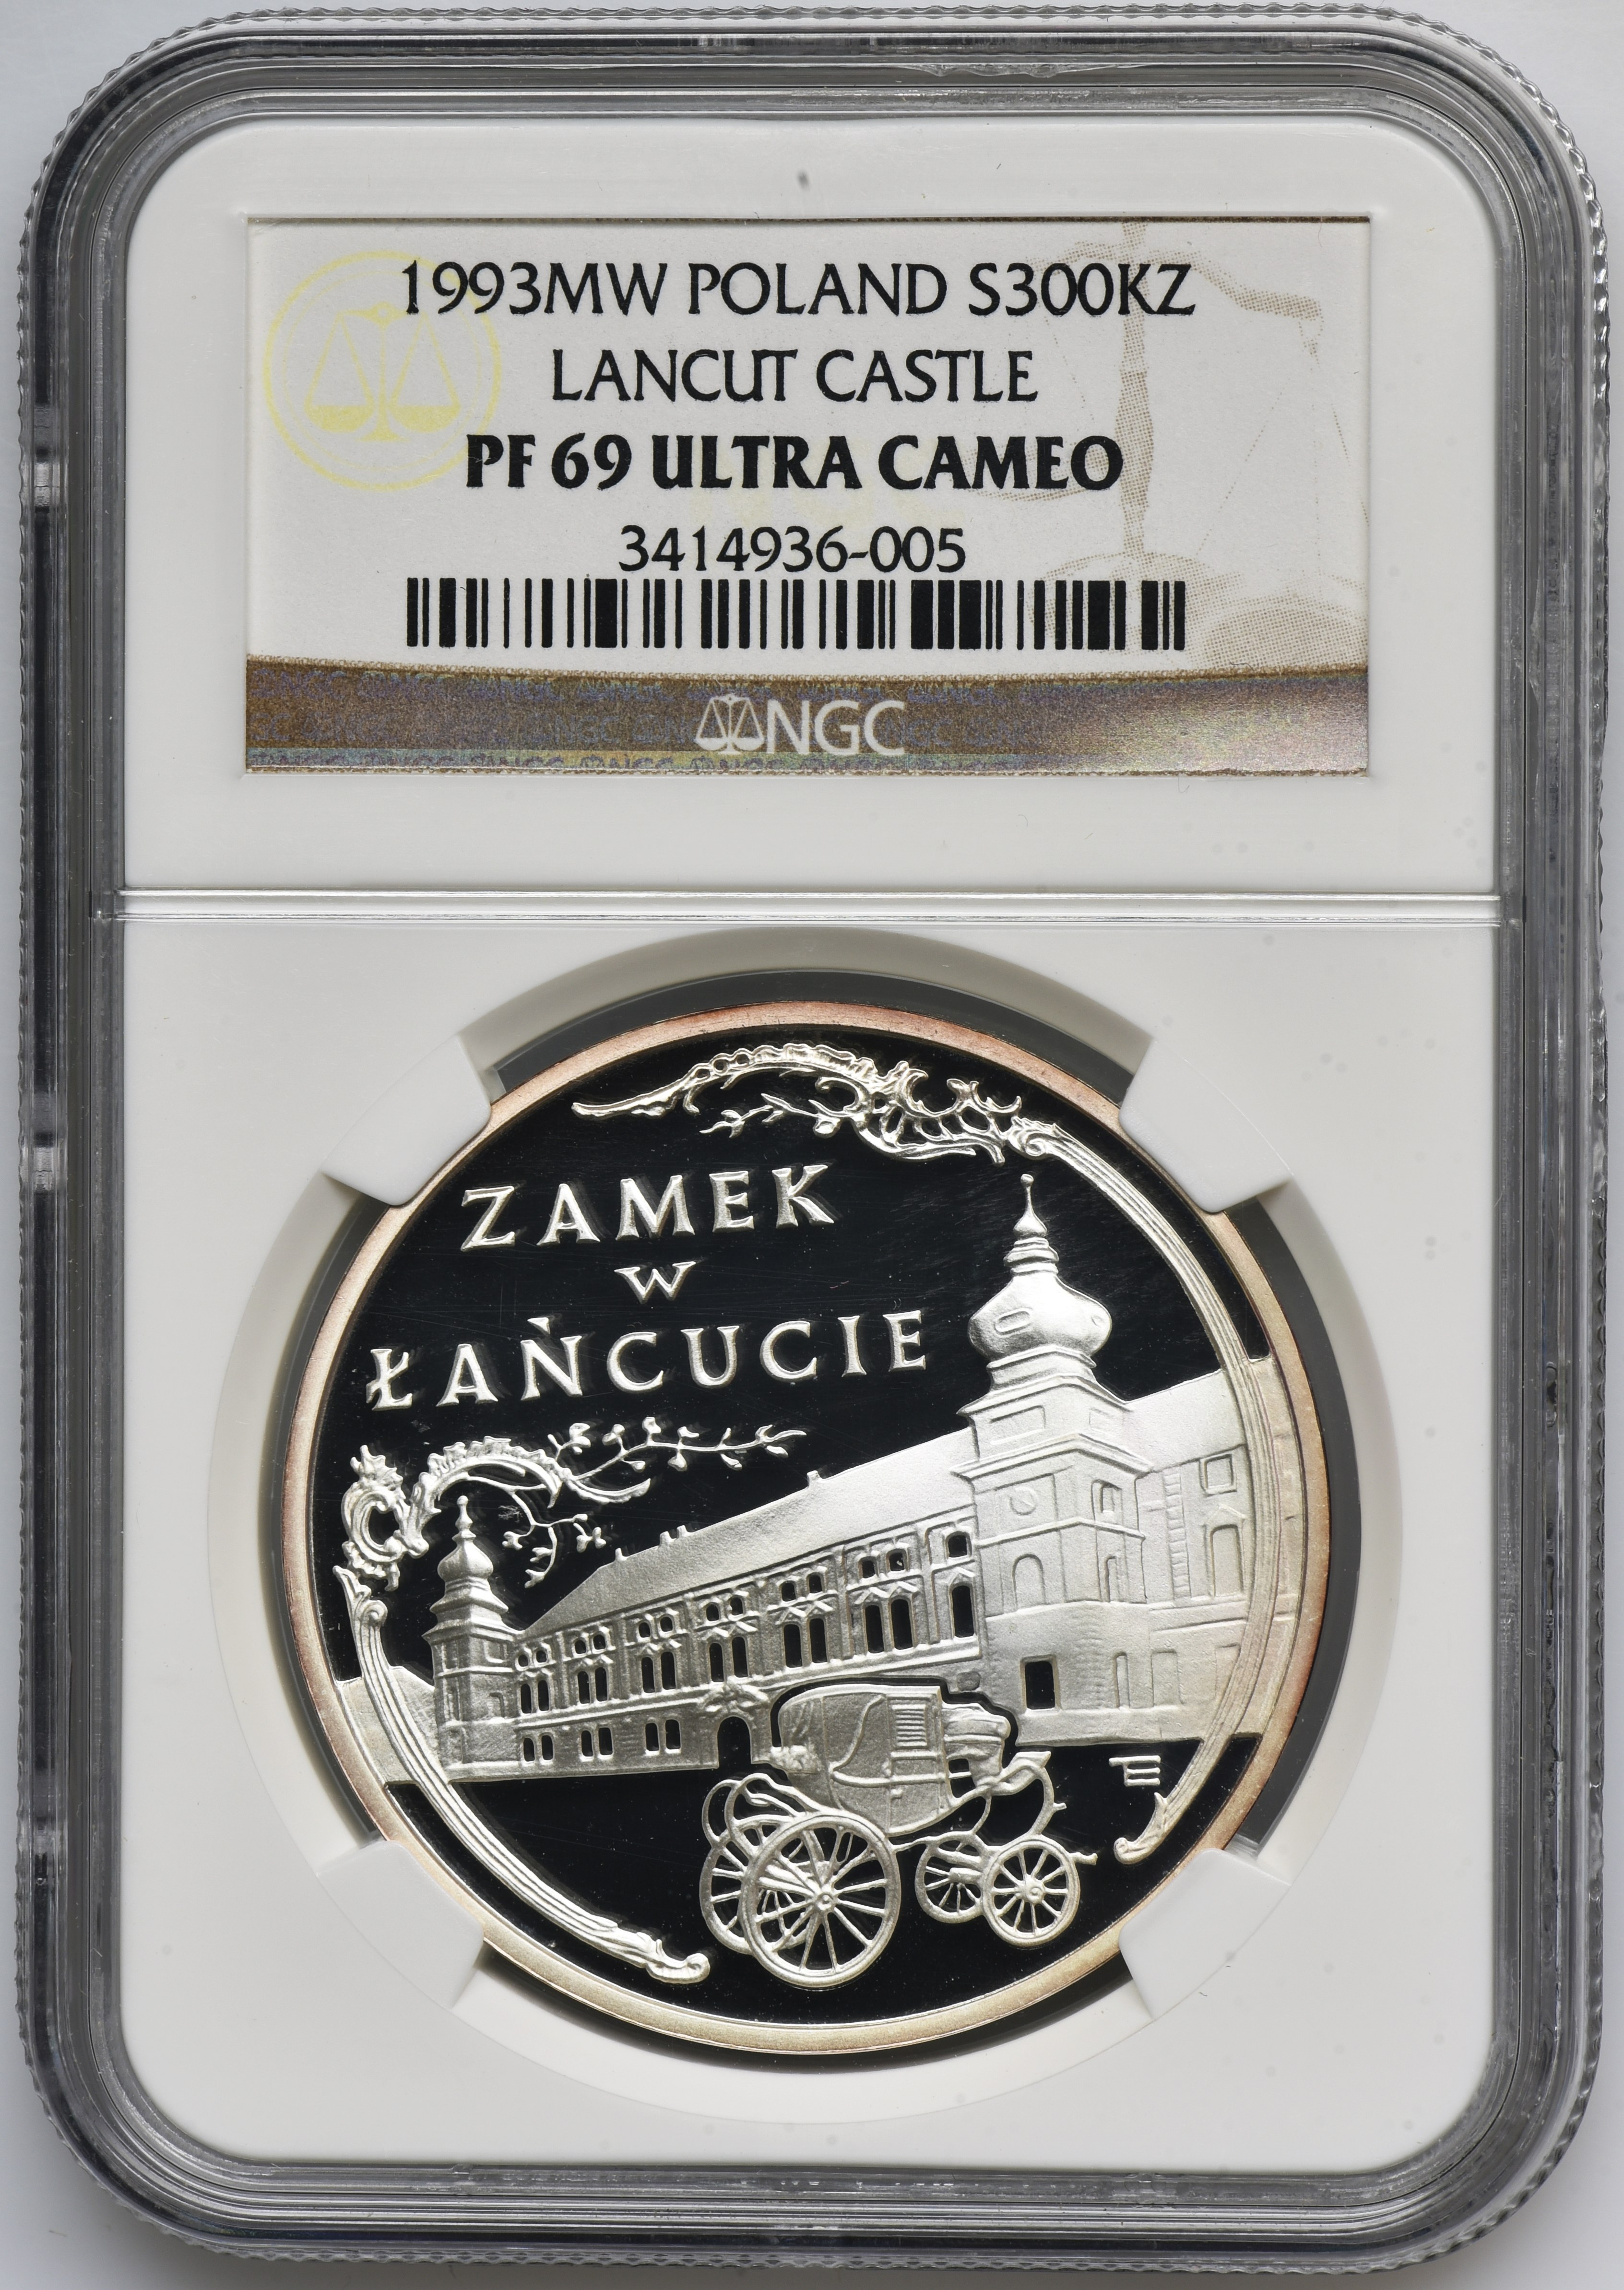 1993MW POLAND S300KZ
LANCUT CASTLE
PF 69 ULTRA CAMEO
3414936-005
NGC
ZAMEK
W
ŁAŃCUCIE